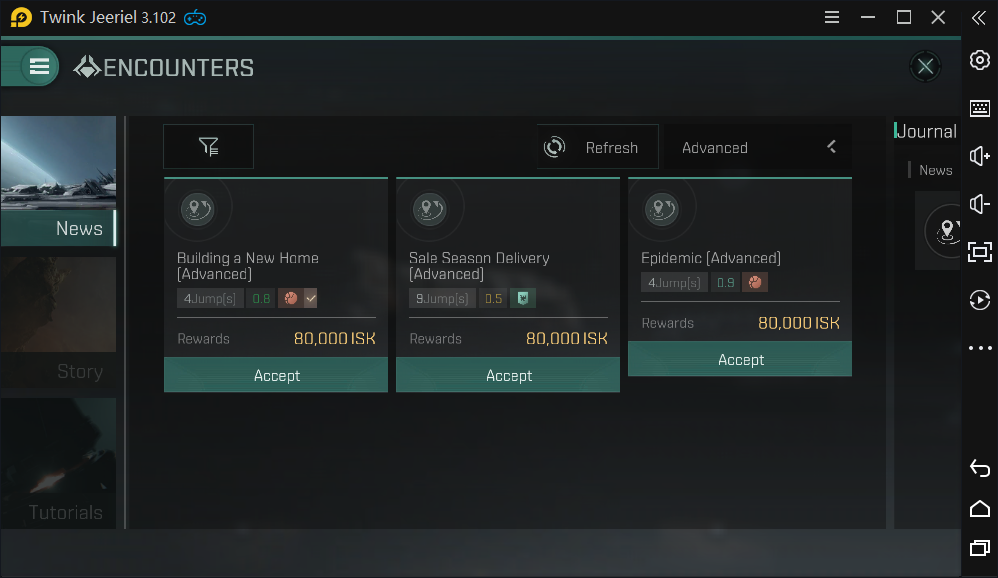 Twink Jeeriel 3.102
ENCOUNTERS
News
Story
Tutorials
Refresh
Advanced
Building a New Home
[Advanced]
4Jump[s] 0.8
Rewards 80,000 ISK
Accept
Sale Season Delivery
[Advanced]
9Jump[s] 0.5
Rewards 80,000 ISK
Accept
Epidemic [Advanced]
4Jump[s] 0.9
Rewards 80,000 ISK
Accept
Journal
News